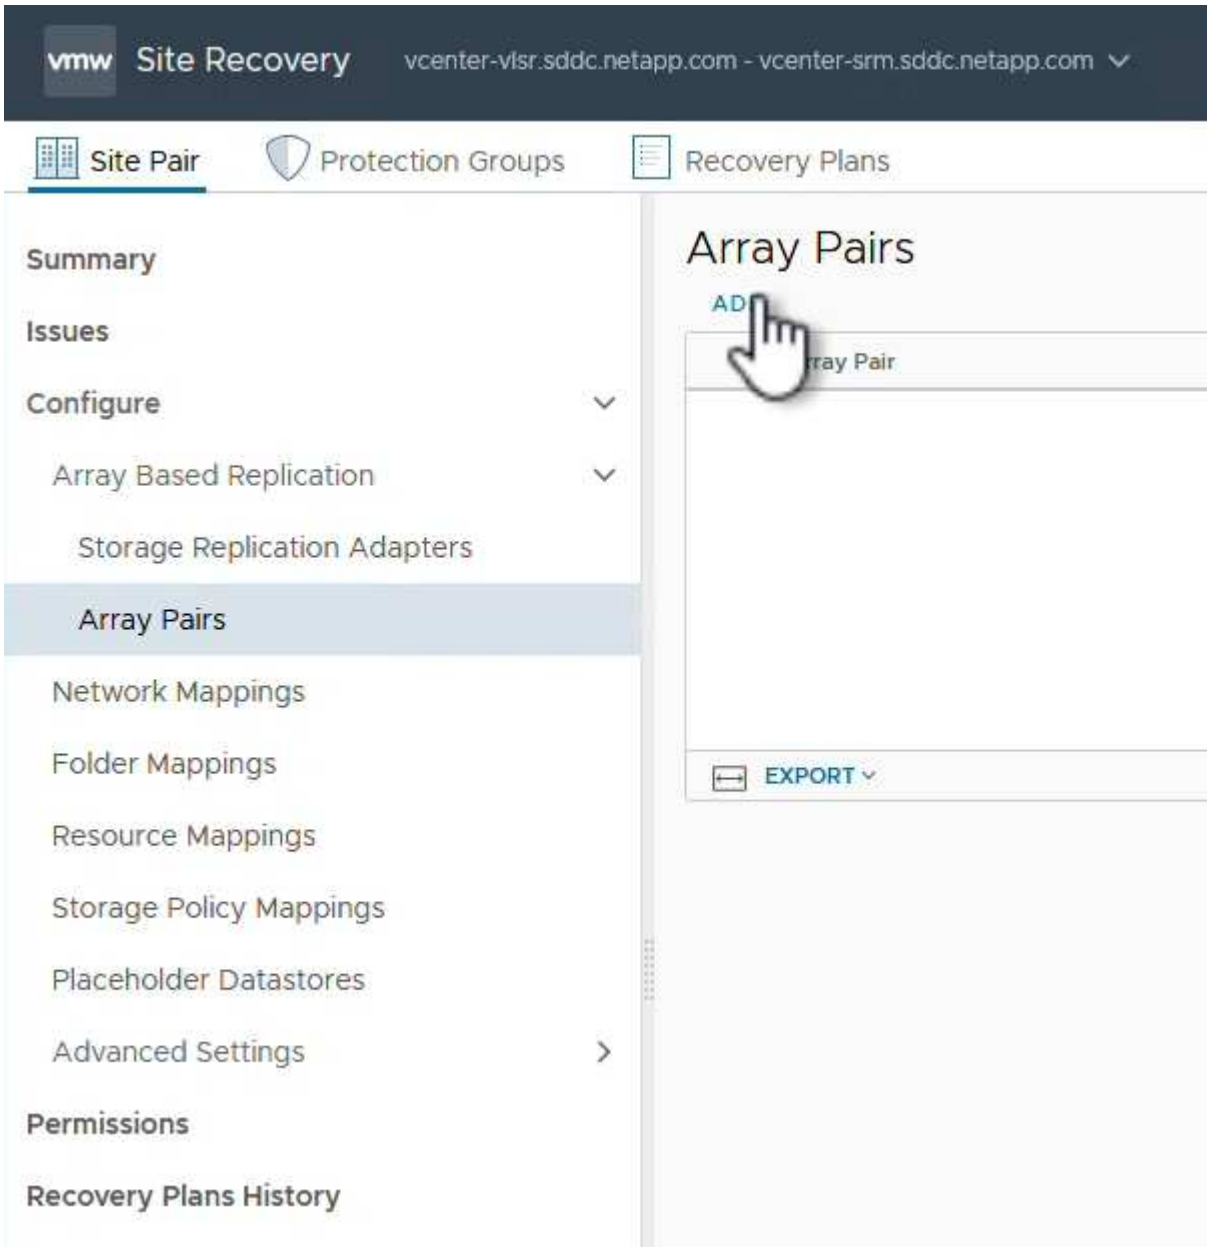 vmw Site Recovery vcenter-vlsr.sddc.netapp.com - vcenter-srm.sddc.netapp.com
Site Pair Protection Groups Recovery Plans
Summary
Issues
Configure
Array Based Replication
Storage Replication Adapters
Array Pairs
Network Mappings
Folder Mappings
Resource Mappings
Storage Policy Mappings
Placeholder Datastores
Advanced Settings
Permissions
Recovery Plans History
Array Pairs
Pair
EXPORT